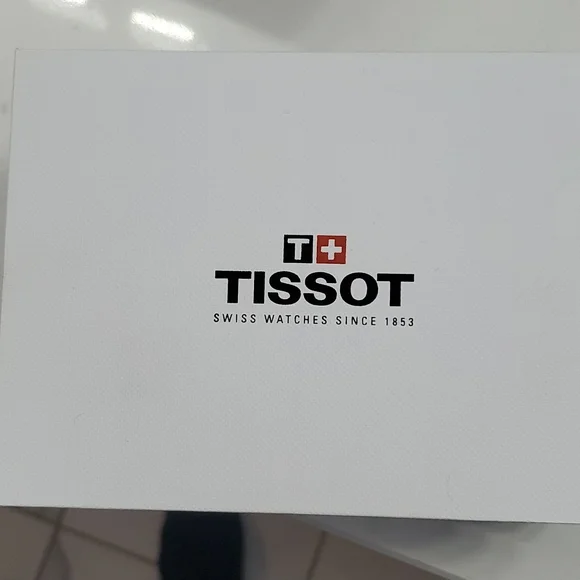 T+
TISSOT
SWISS WATCHES SINCE 1853